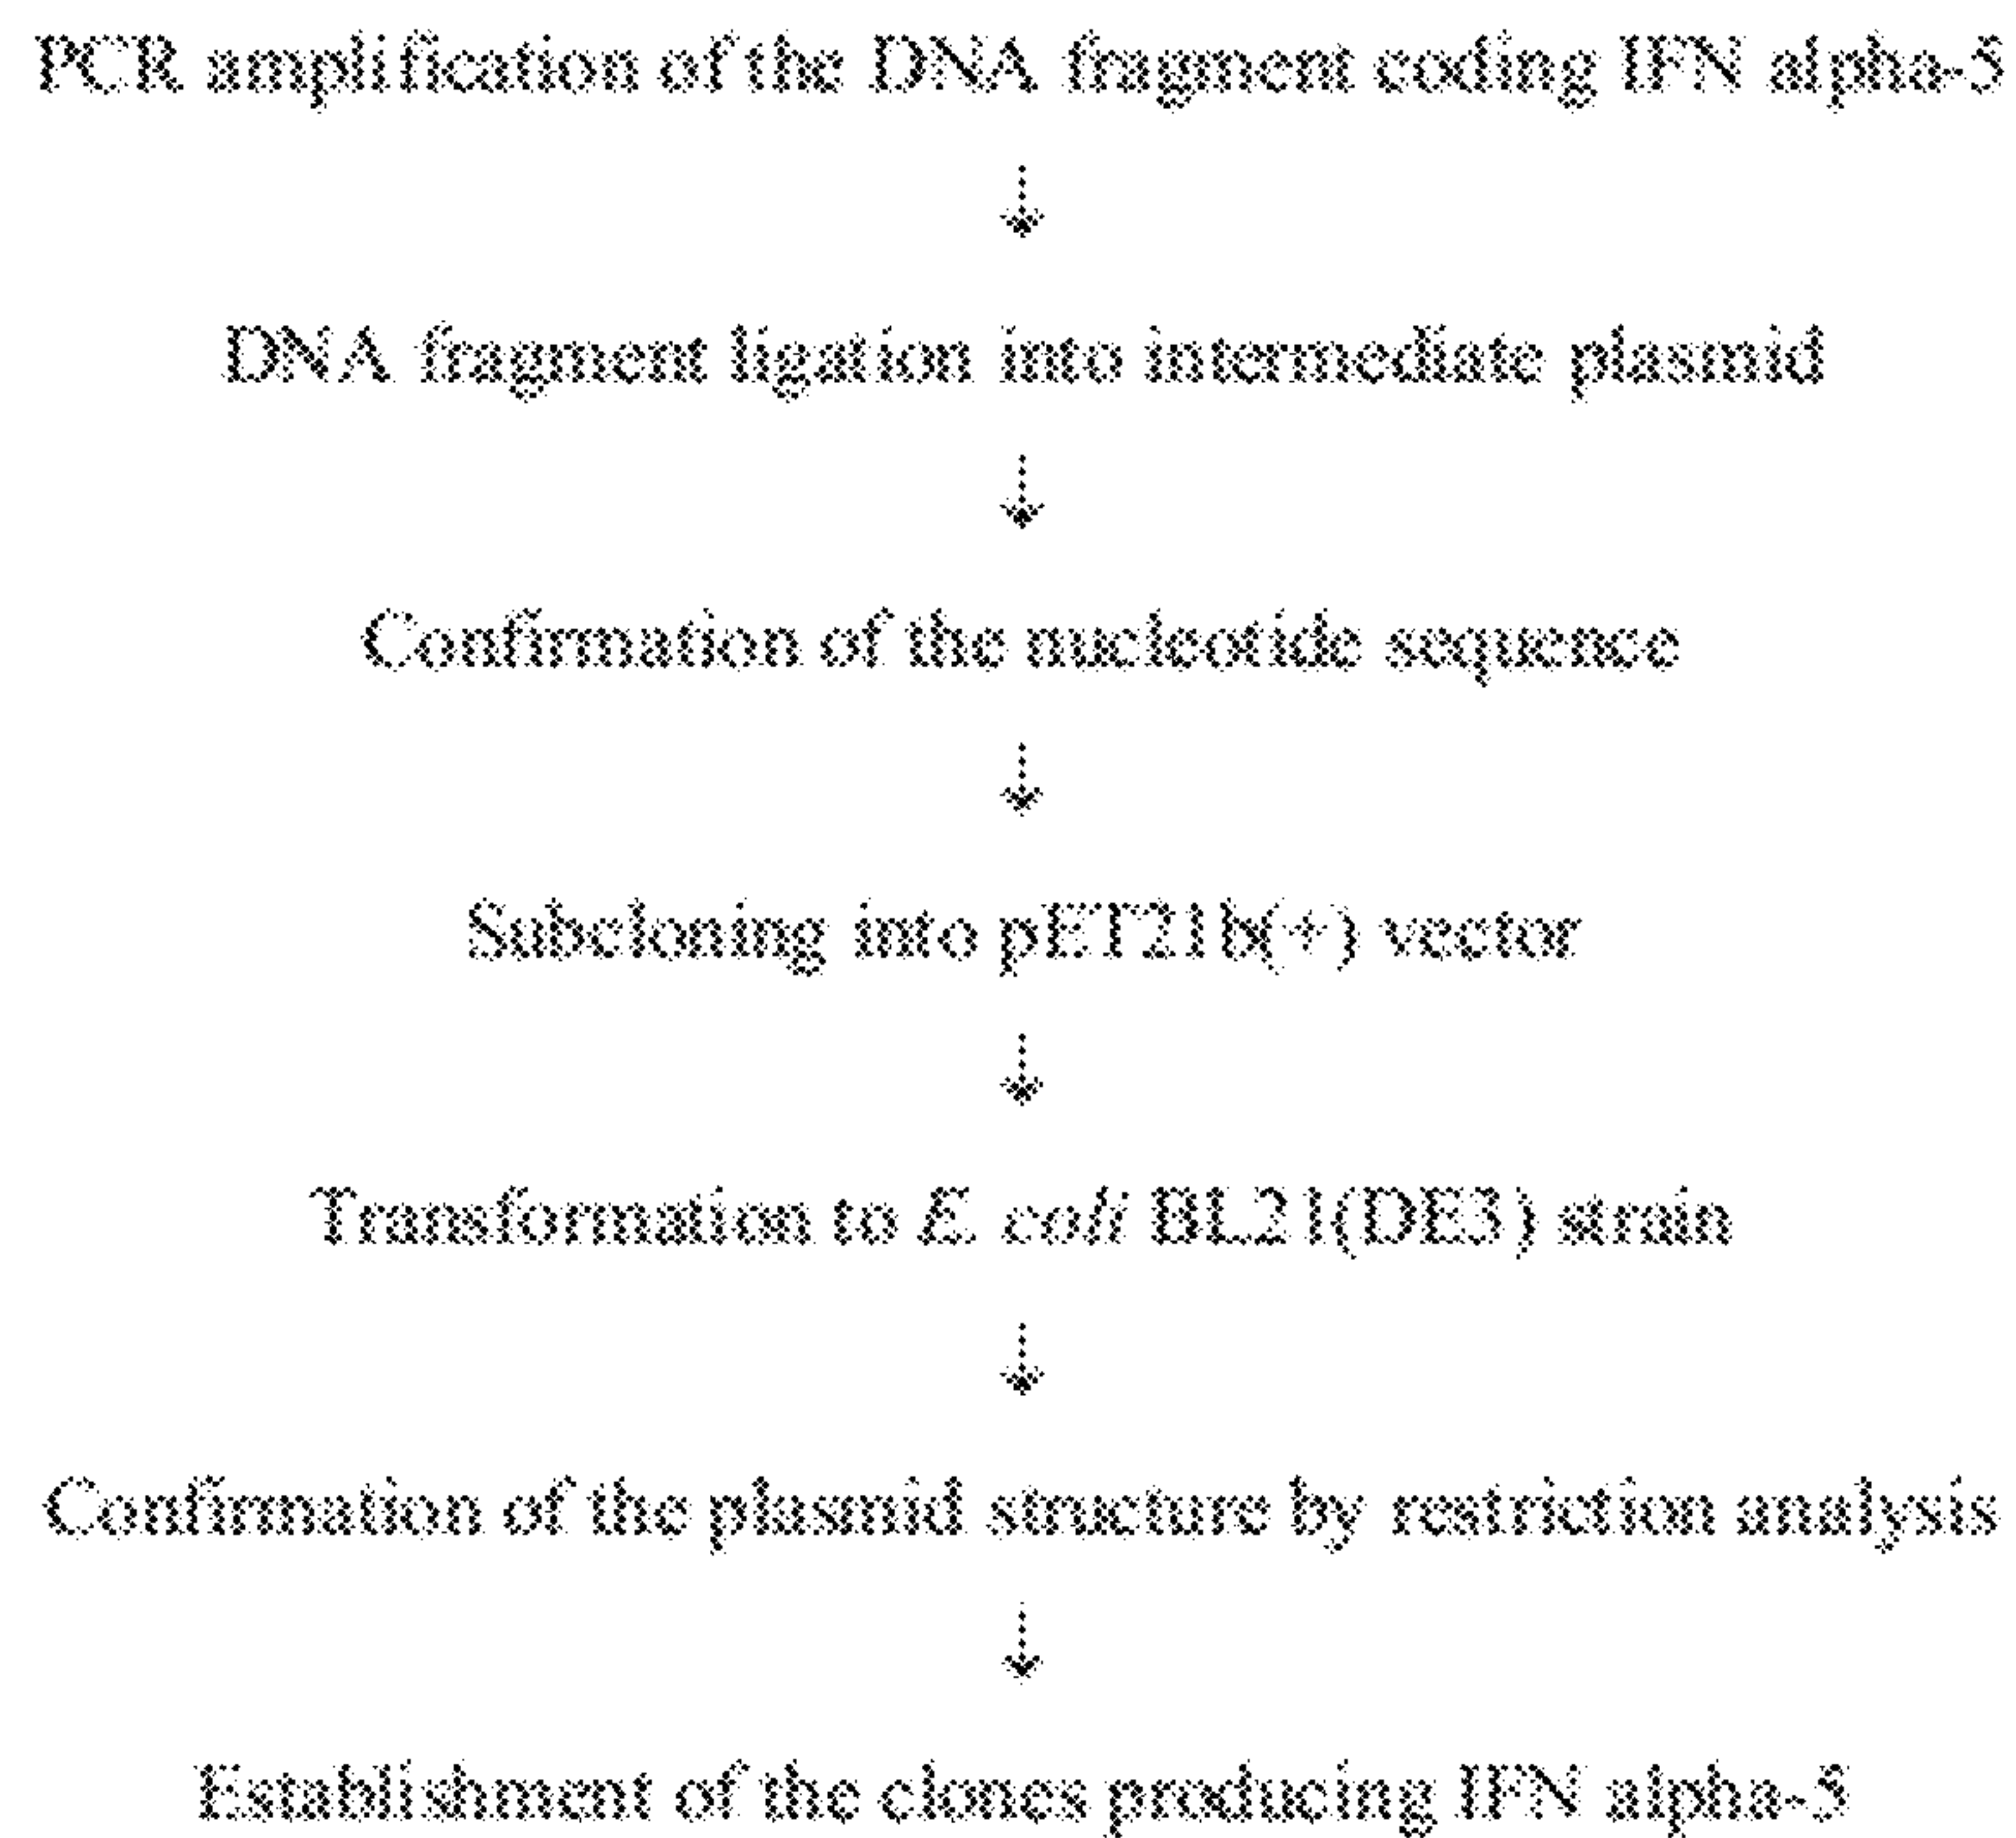 PCR amplification of the DNA fragment coding IFN alpha-5
↓
DNA fragment ligation into intermediate plasmid
↓
Confirmation of the nucleotide sequence
↓
Subcloning into pET21b(+) vector
↓
Transformation to E. coli BL21(DE3) strain
↓
Confirmation of the plasmid structure by restriction analysis
↓
Establishment of the clones producing IFN alpha-5